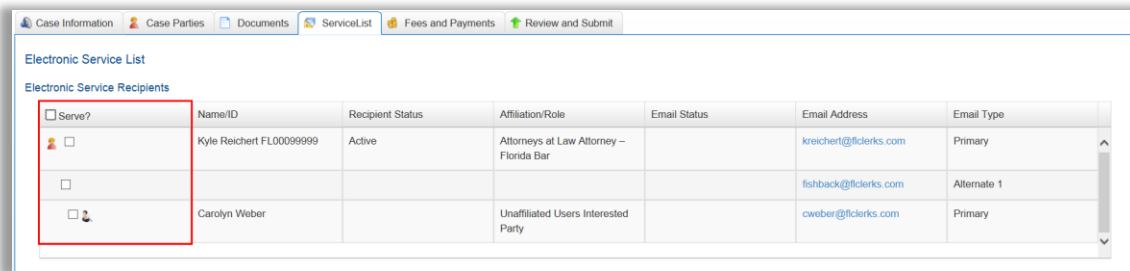 Case Information Case Parties Documents ServiceList Fees and Payments Review and Submit
Electronic Service List
Electronic Service Recipients
Serve? Name/ID Recipient Status Affiliation/Role Email Status Email Address Email Type
Kyle Reichert FL00099999 Active Attorneys at Law Attorney – kreichert@flclerks.com Primary
Florida Bar
fishback@flclerks.com Alternate 1
Carolyn Weber Unaffiliated Users Interested cweber@flclerks.com Primary
Party